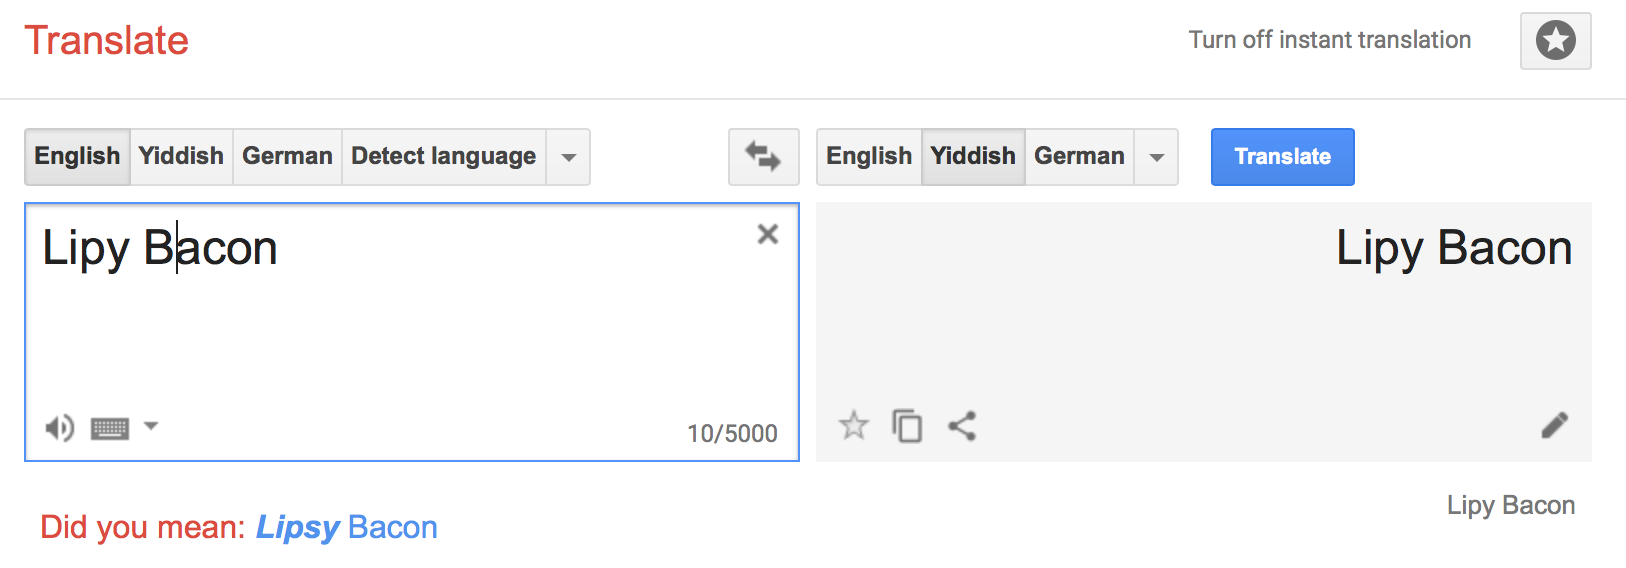 Translate
Turn off instant translation
English Yiddish German Detect language
English Yiddish German
Translate
Lipy Bacon
10/5000
Lipy Bacon
Did you mean: Lipsy Bacon
Lipy Bacon